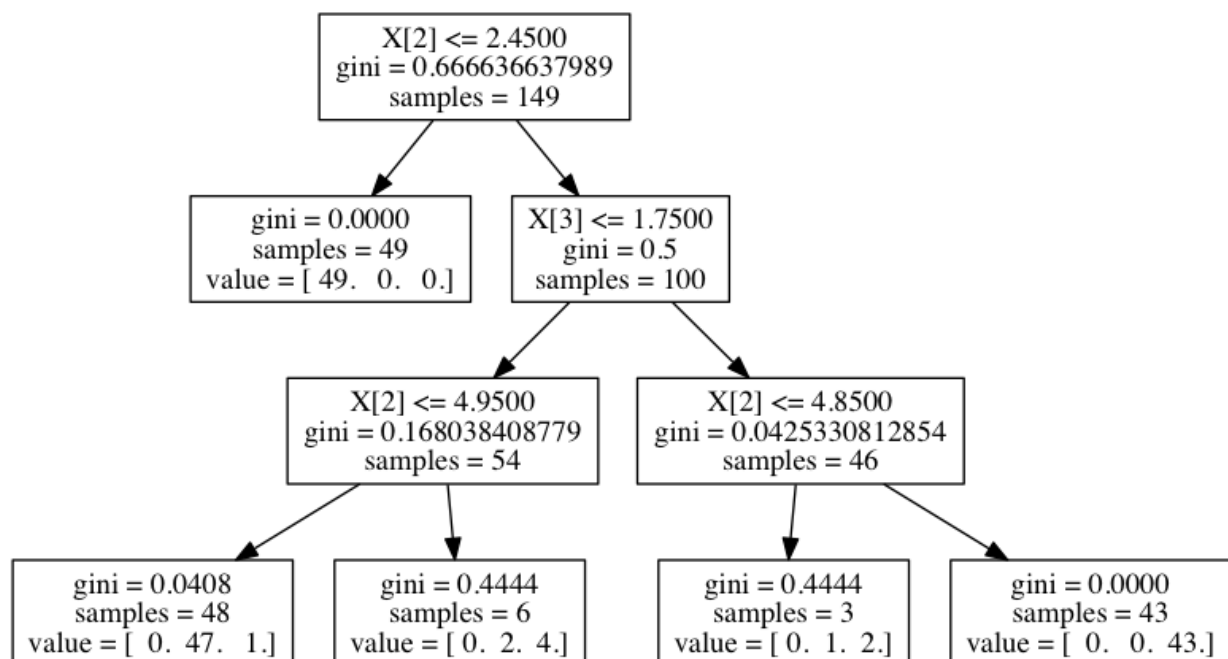 X[2] <= 2.4500
gini = 0.666636637989
samples = 149
gini = 0.0000
samples = 49
value = [ 49.   0.   0.]
X[3] <= 1.7500
gini = 0.5
samples = 100
X[2] <= 4.9500
gini = 0.168038408779
samples = 54
X[2] <= 4.8500
gini = 0.0425330812854
samples = 46
gini = 0.0408
samples = 48
value = [  0.  47.   1.]
gini = 0.4444
samples = 6
value = [ 0.  2.  4.]
gini = 0.4444
samples = 3
value = [ 0.  1.  2.]
gini = 0.0000
samples = 43
value = [  0.   0.  43.]